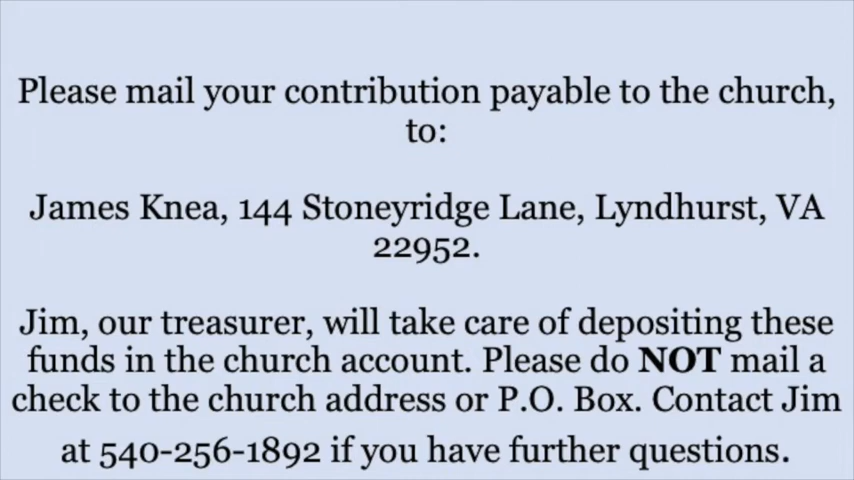 Please mail your contribution payable to the church,
to:
James Knea, 144 Stoneyridge Lane, Lyndhurst, VA
22952.
Jim, our treasurer, will take care of depositing these
funds in the church account. Please do NOT mail a
check to the church address or P.O. Box. Contact Jim
at 540-256-1892 if you have further questions.